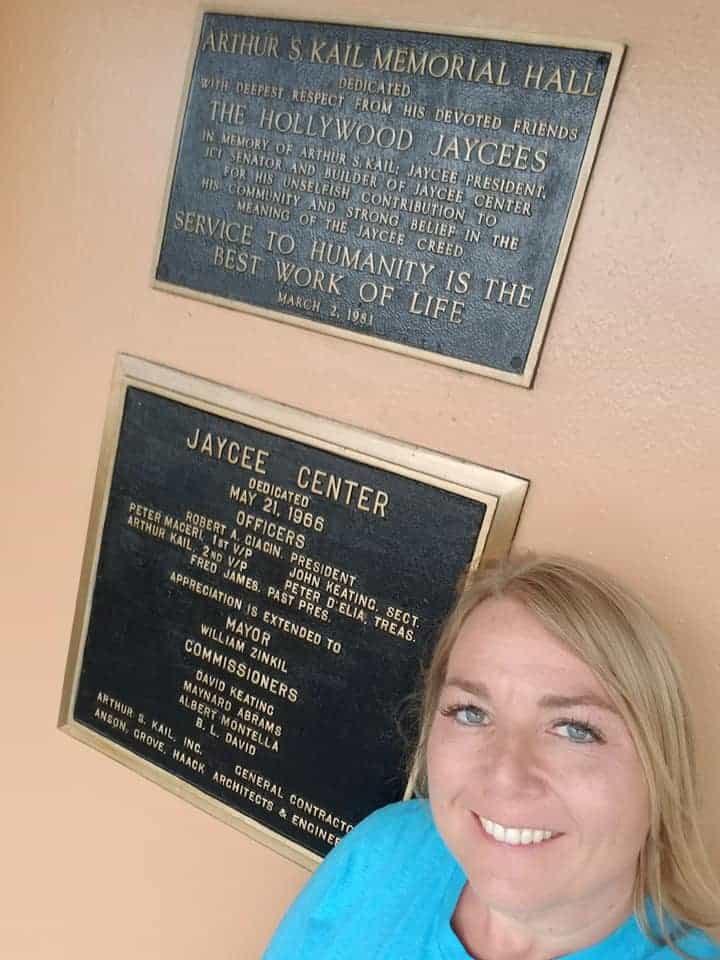 ARTHUR S. KAIL MEMORIAL HALL
DEDICATED
WITH DEEPEST RESPECT FROM HIS DEVOTED FRIENDS
THE HOLLYWOOD JAYCEES
IN MEMORY OF ARTHUR S. KAIL; JAYCEE PRESIDENT,
JCI SENATOR AND BUILDER OF JAYCEE CENTER
FOR HIS UNSELFISH CONTRIBUTION TO
HIS COMMUNITY AND STRONG BELIEF IN THE
MEANING OF THE JAYCEE CREED
SERVICE TO HUMANITY IS THE
BEST WORK OF LIFE
MARCH 2, 1981
JAYCEE CENTER
DEDICATED
MAY 21, 1966
OFFICERS
ROBERT A. CIACIN, PRESIDENT
PETER MACERI, 1ST V/P JOHN KEATING, SECT.
ARTHUR KAIL, 2ND V/P PETER D'ELIA, TREAS.
FRED JAMES, PAST PRES.
APPRECIATION IS EXTENDED TO
MAYOR
WILLIAM ZINKIL
COMMISSIONERS
DAVID KEATING
MAYNARD ABRAMS
ALBERT MONTELLA
B. L. DAVID
ARTHUR S. KAIL, INC. GENERAL CONTRACTO
ANSON, GROVE, HAACK ARCHITECTS & ENGINEE